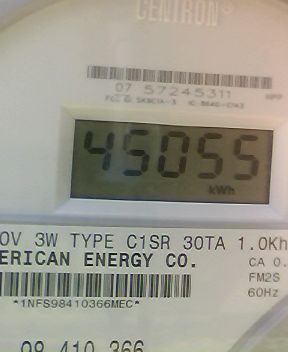 CENTRON®
07 57245311
45055
kWh
0V 3W TYPE C1SR 30TA 1.0Kh
ERICAN ENERGY CO.
CA 0.
FM2S
60Hz
*1NFS98410366MEC*
98 410 366